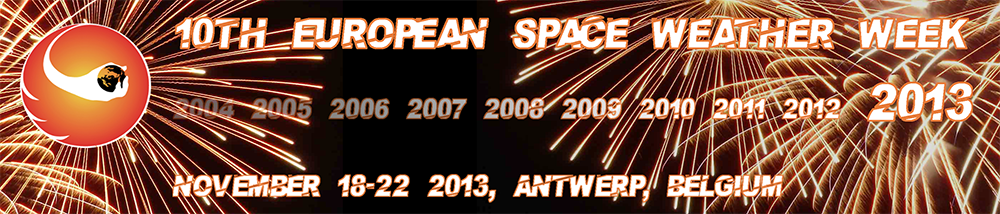 10TH EUROPEAN SPACE WEATHER WEEK
2004 2005 2006 2007 2008 2009 2010 2011 2012 2013
NOVEMBER 18-22 2013, ANTWERP, BELGIUM